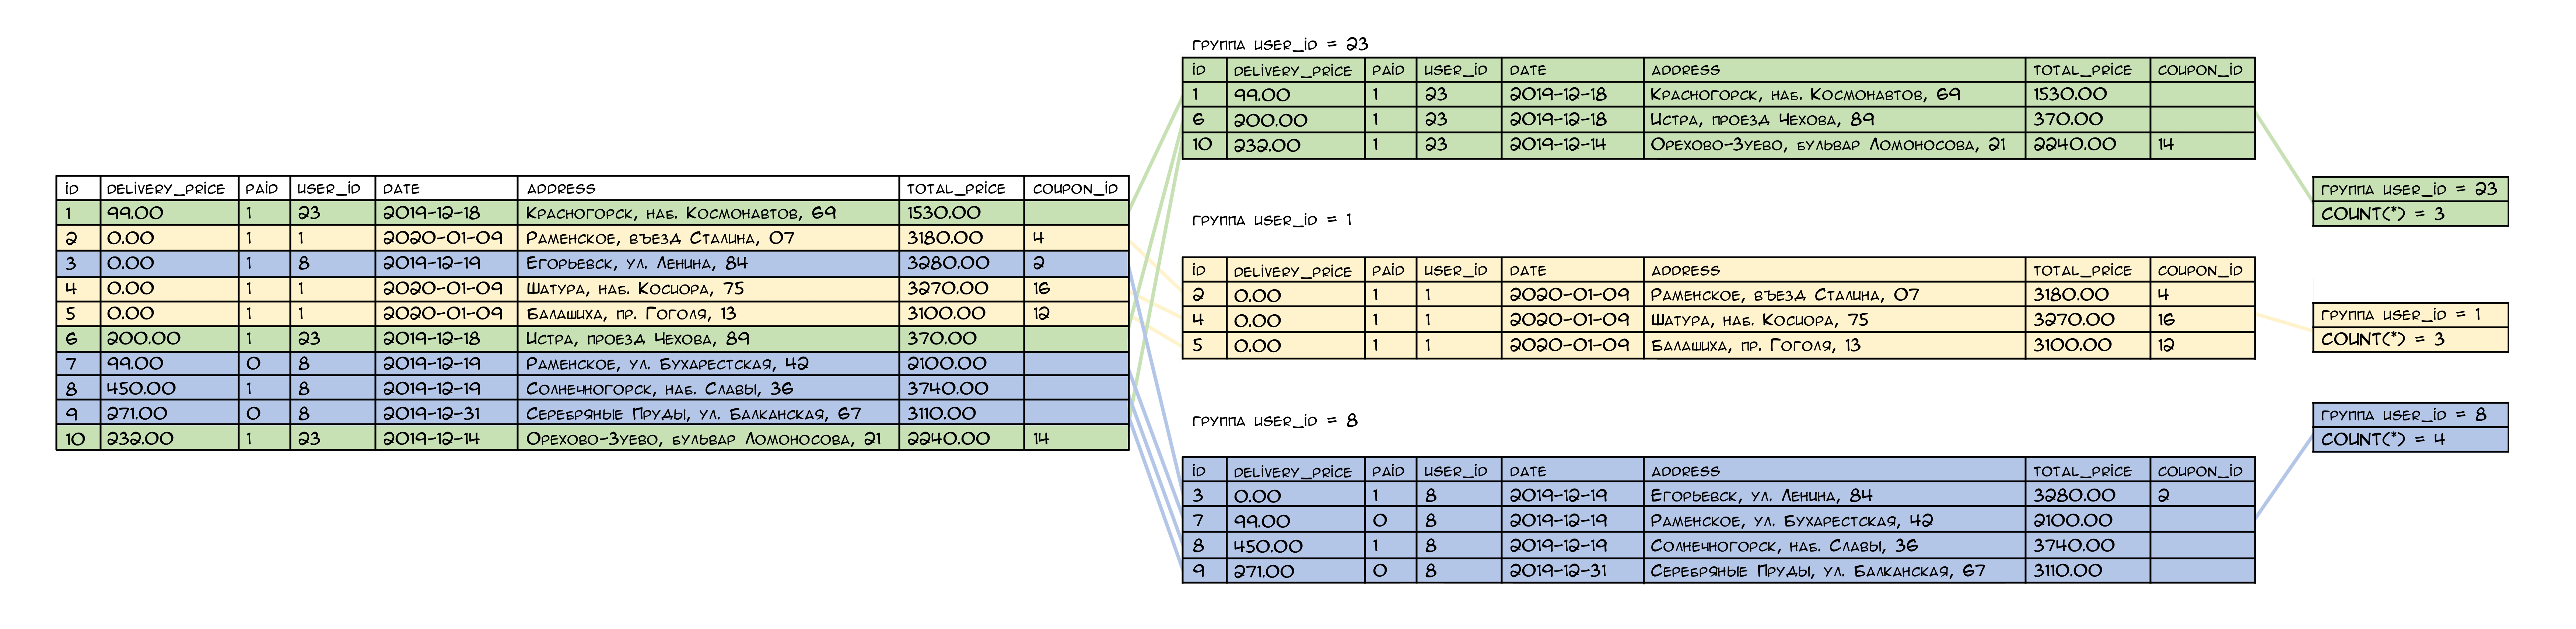 id delivery_price paid user_id date address total_price coupon_id
1 99.00 1 23 2019-12-18 Красногорск, наб. Космонавтов, 69 1530.00
2 0.00 1 1 2020-01-09 Раменское, въезд Сталина, 07 3180.00 4
3 0.00 1 8 2019-12-19 Егорьевск, ул. Ленина, 84 3280.00 2
4 0.00 1 1 2020-01-09 Шатура, наб. Косиора, 75 3270.00 16
5 0.00 1 1 2020-01-09 Балашиха, пр. Гоголя, 13 3100.00 12
6 200.00 1 23 2019-12-18 Истра, проезд Чехова, 89 370.00
7 99.00 0 8 2019-12-19 Раменское, ул. Бухарестская, 42 2100.00
8 450.00 1 8 2019-12-19 Солнечногорск, наб. Славы, 36 3740.00
9 271.00 0 8 2019-12-31 Серебряные Пруды, ул. Балканская, 67 3110.00
10 232.00 1 23 2019-12-14 Орехово-Зуево, бульвар Ломоносова, 21 2240.00 14
группа user_id = 23
id delivery_price paid user_id date address total_price coupon_id
1 99.00 1 23 2019-12-18 Красногорск, наб. Космонавтов, 69 1530.00
6 200.00 1 23 2019-12-18 Истра, проезд Чехова, 89 370.00
10 232.00 1 23 2019-12-14 Орехово-Зуево, бульвар Ломоносова, 21 2240.00 14
группа user_id = 1
id delivery_price paid user_id date address total_price coupon_id
2 0.00 1 1 2020-01-09 Раменское, въезд Сталина, 07 3180.00 4
4 0.00 1 1 2020-01-09 Шатура, наб. Косиора, 75 3270.00 16
5 0.00 1 1 2020-01-09 Балашиха, пр. Гоголя, 13 3100.00 12
группа user_id = 8
id delivery_price paid user_id date address total_price coupon_id
3 0.00 1 8 2019-12-19 Егорьевск, ул. Ленина, 84 3280.00 2
7 99.00 0 8 2019-12-19 Раменское, ул. Бухарестская, 42 2100.00
8 450.00 1 8 2019-12-19 Солнечногорск, наб. Славы, 36 3740.00
9 271.00 0 8 2019-12-31 Серебряные Пруды, ул. Балканская, 67 3110.00
группа user_id = 23
COUNT(*) = 3
группа user_id = 1
COUNT(*) = 3
группа user_id = 8
COUNT(*) = 4